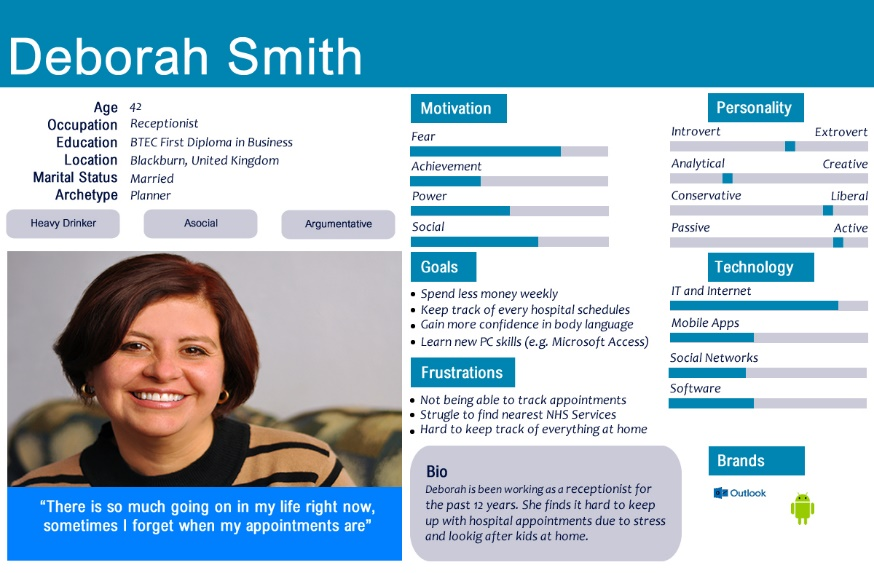 Deborah Smith
Age 42
Occupation Receptionist
Education BTEC First Diploma in Business
Location Blackburn, United Kingdom
Marital Status Married
Archetype Planner
Heavy Drinker
Asocial
Argumentative
“There is so much going on in my life right now,
sometimes I forget when my appointments are”
Motivation
Fear
Achievement
Power
Social
Goals
Spend less money weekly
Keep track of every hospital schedules
Gain more confidence in body language
Learn new PC skills (e.g. Microsoft Access)
Frustrations
Not being able to track appointments
Strugle to find nearest NHS Services
Hard to keep track of everything at home
Bio
Deborah is been working as a receptionist for
the past 12 years. She finds it hard to keep
up with hospital appointments due to stress
and lookig after kids at home.
Personality
Introvert Extrovert
Analytical Creative
Conservative Liberal
Passive Active
Technology
IT and Internet
Mobile Apps
Social Networks
Software
Brands
Outlook